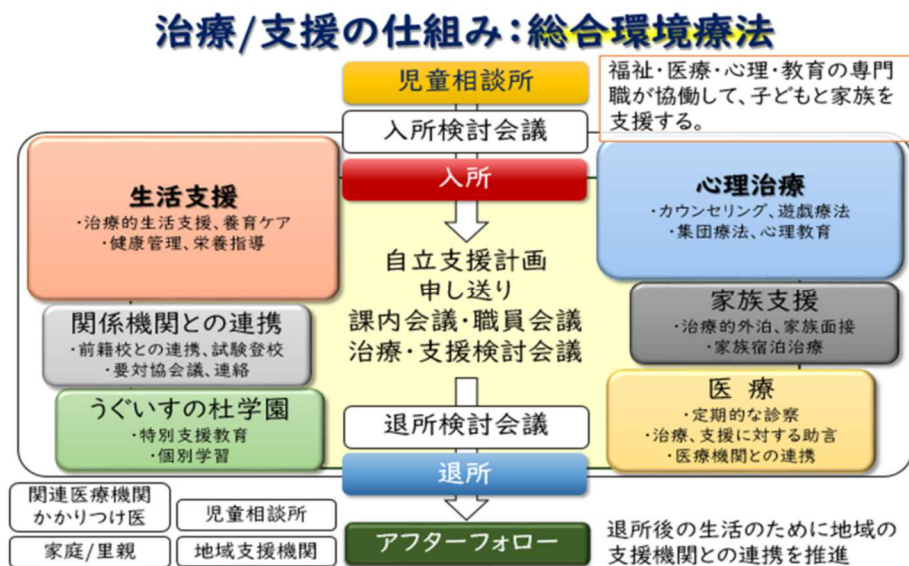 治療/支援の仕組み:総合環境療法
児童相談所
福祉・医療・心理・教育の専門
職が協働して、子どもと家族を
支援する。
入所検討会議
入所
生活支援
・治療的生活支援、養育ケア
・健康管理、栄養指導
心理治療
・カウンセリング、遊戯療法
・集団療法、心理教育
自立支援計画
申し送り
課内会議・職員会議
治療・支援検討会議
関係機関との連携
・前籍校との連携、試験登校
・要対協会議、連絡
家族支援
・治療的外泊、家族面接
・家族宿泊治療
うぐいすの杜学園
・特別支援教育
・個別学習
医 療
・定期的な診察
・治療、支援に対する助言
・医療機関との連携
退所検討会議
退所
関連医療機関
かかりつけ医
児童相談所
家庭/里親
地域支援機関
アフターフォロー
退所後の生活のために地域の
支援機関との連携を推進